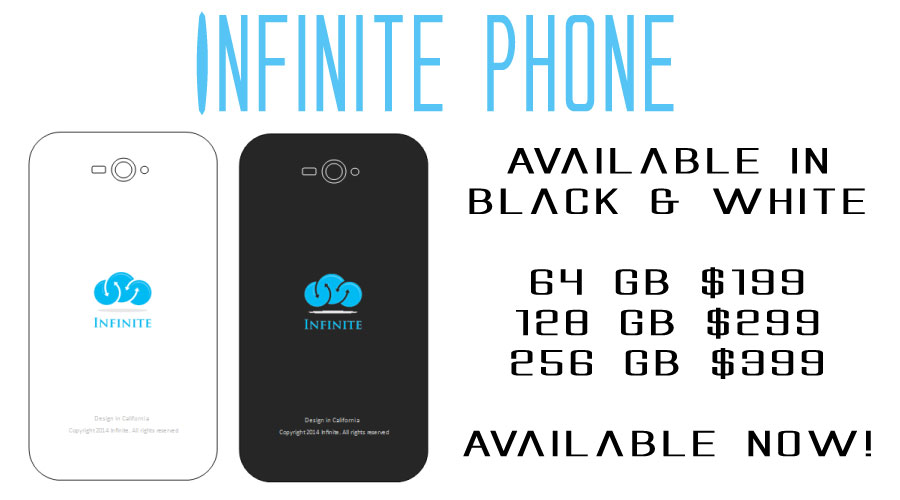 INFINITE PHONE
AVAILABLE IN
BLACK & WHITE
64 GB $199
128 GB $299
256 GB $399
AVAILABLE NOW!
INFINITE
Design in California
Copyright 2014 Infinite. All rights reserved
INFINITE
Design in California
Copyright 2014 Infinite. All rights reserved